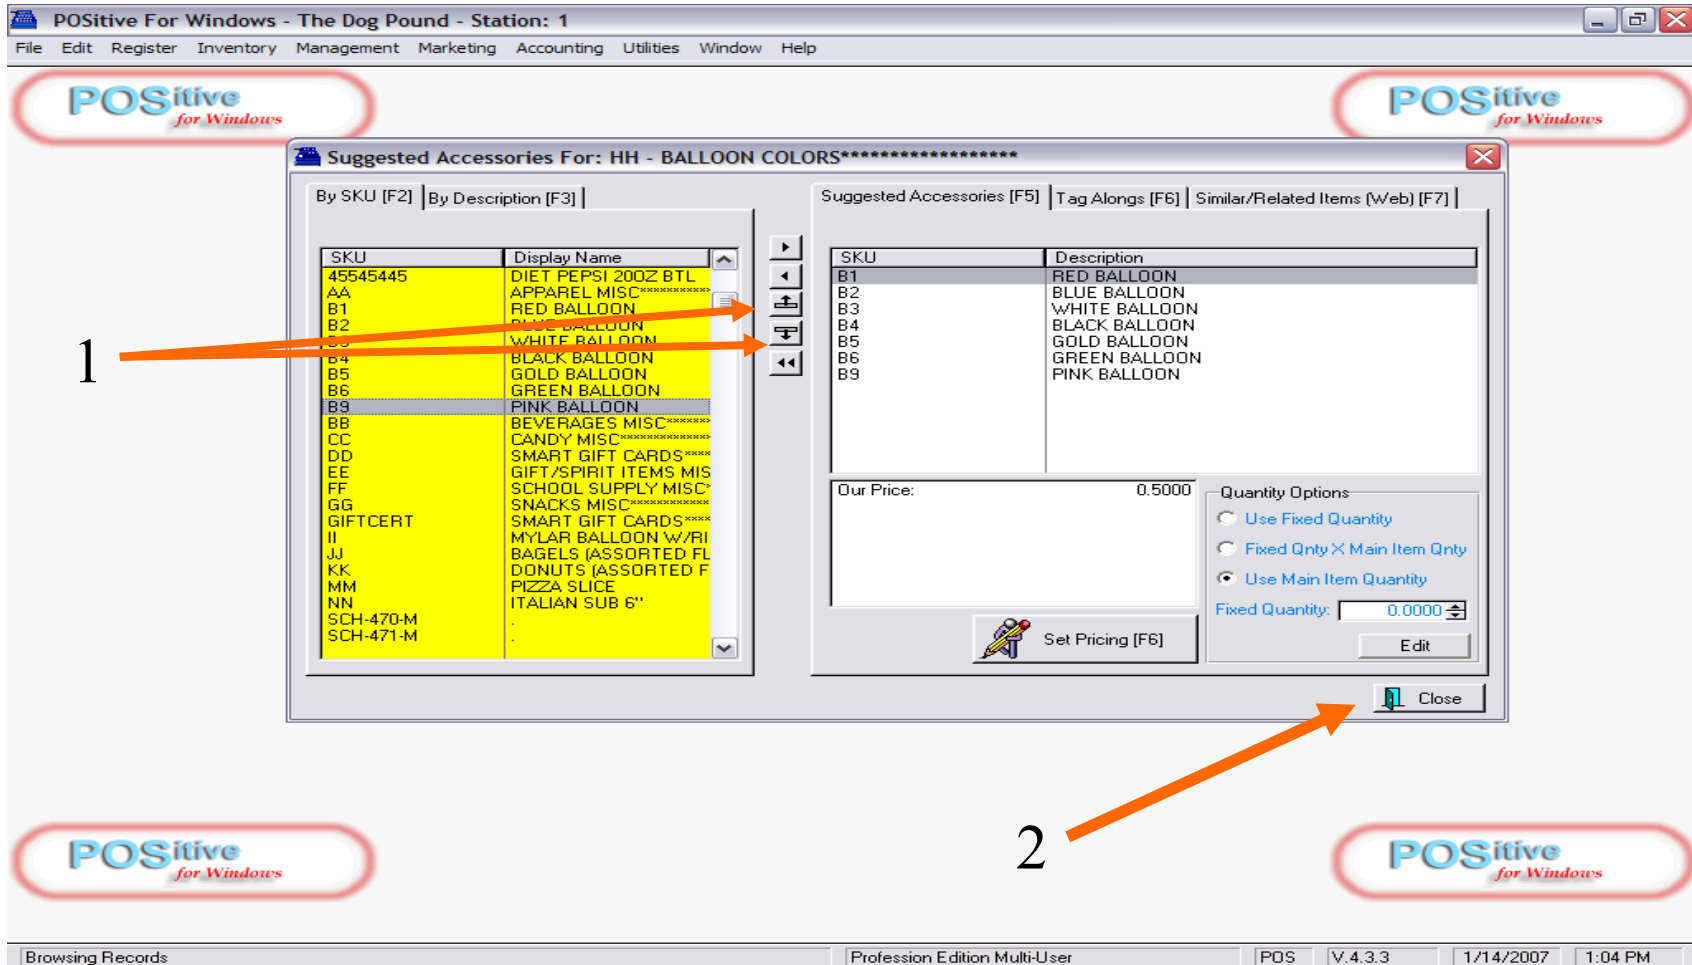 POSitive For Windows - The Dog Pound - Station: 1
File Edit Register Inventory Management Marketing Accounting Utilities Window Help
POSitive
for Windows
POSitive
for Windows
Suggested Accessories For: HH - BALLOON COLORS******************
By SKU [F2] By Description [F3]
SKU Display Name
45545445 DIET PEPSI 20OZ BTL
AA APPAREL MISC***********
B1 RED BALLOON
B2 BLUE BALLOON
B3 WHITE BALLOON
B4 BLACK BALLOON
B5 GOLD BALLOON
B6 GREEN BALLOON
B9 PINK BALLOON
BB BEVERAGES MISC*******
CC CANDY MISC**************
DD SMART GIFT CARDS****
EE GIFT/SPIRIT ITEMS MIS
FF SCHOOL SUPPLY MISC*
GG SNACKS MISC************
GIFTCERT SMART GIFT CARDS****
II MYLAR BALLOON W/RI
JJ BAGELS (ASSORTED FL
KK DONUTS (ASSORTED F
MM PIZZA SLICE
NN ITALIAN SUB 6"
SCH-470-M .
SCH-471-M .
1
Suggested Accessories [F5] Tag Alongs [F6] Similar/Related Items (Web) [F7]
SKU Description
B1 RED BALLOON
B2 BLUE BALLOON
B3 WHITE BALLOON
B4 BLACK BALLOON
B5 GOLD BALLOON
B6 GREEN BALLOON
B9 PINK BALLOON
Our Price: 0.5000
Quantity Options
Use Fixed Quantity
Fixed Qnty X Main Item Qnty
Use Main Item Quantity
Fixed Quantity: 0.0000
Set Pricing [F6]
Edit
Close
2
POSitive
for Windows
POSitive
for Windows
Browsing Records Profession Edition Multi-User POS V.4.3.3 1/14/2007 1:04 PM